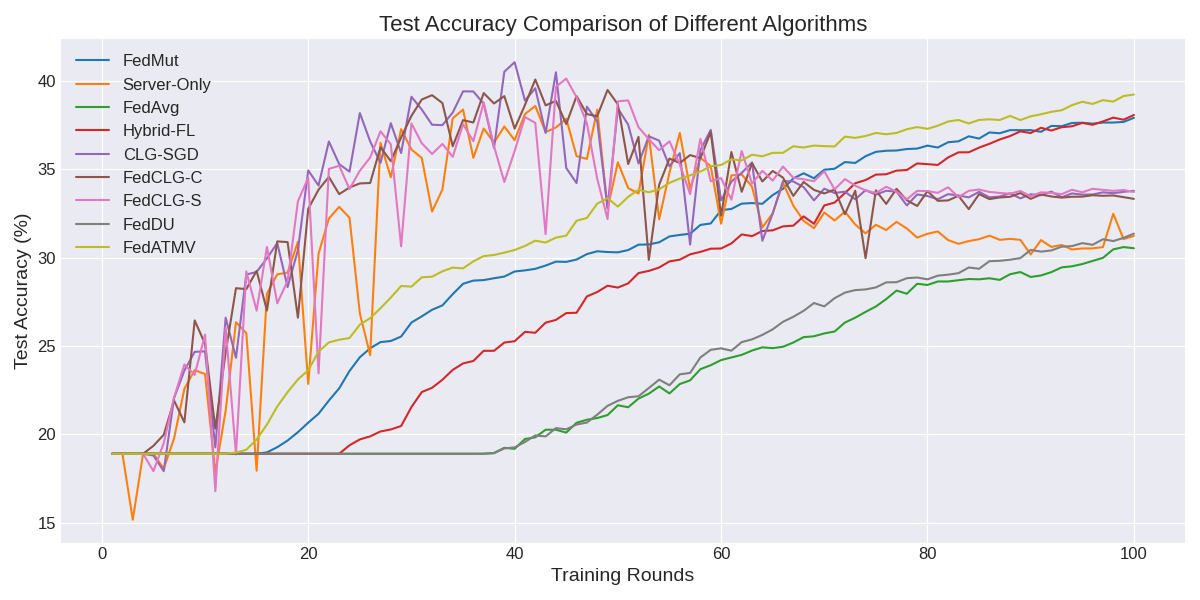 Test Accuracy Comparison of Different Algorithms
FedMut
Server-Only
FedAvg
Hybrid-FL
CLG-SGD
FedCLG-C
FedCLG-S
FedDU
FedATMV
Test Accuracy (%)
40
35
30
25
20
15
0 20 40 60 80 100
Training Rounds